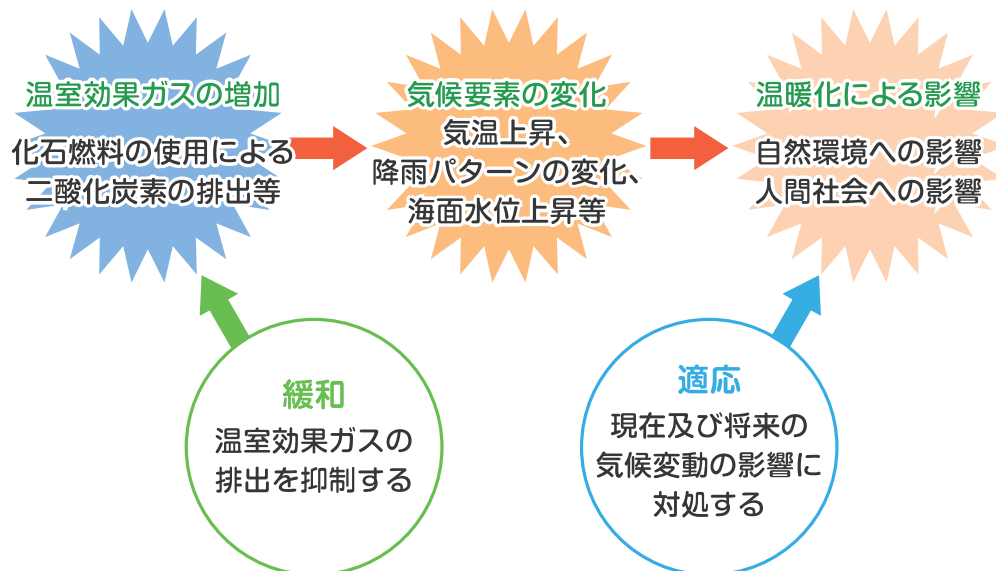 温室効果ガスの増加
化石燃料の使用による
二酸化炭素の排出等
気候要素の変化
気温上昇、
降雨パターンの変化、
海面水位上昇等
温暖化による影響
自然環境への影響
人間社会への影響
緩和
温室効果ガスの
排出を抑制する
適応
現在及び将来の
気候変動の影響に
対処する